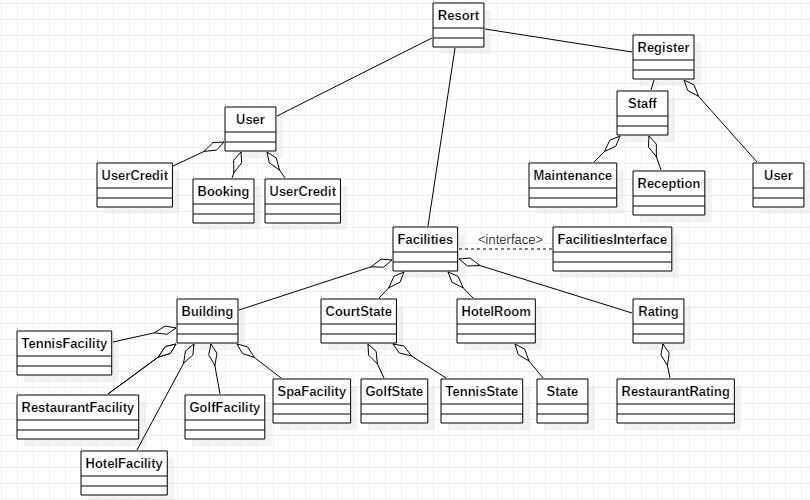 Resort
Register
Staff
User
UserCredit
Booking
UserCredit
Maintenance
Reception
User
Facilities
<interface>
FacilitiesInterface
Building
CourtState
HotelRoom
Rating
TennisFacility
RestaurantFacility
HotelFacility
GolfFacility
SpaFacility
GolfState
TennisState
State
RestaurantRating